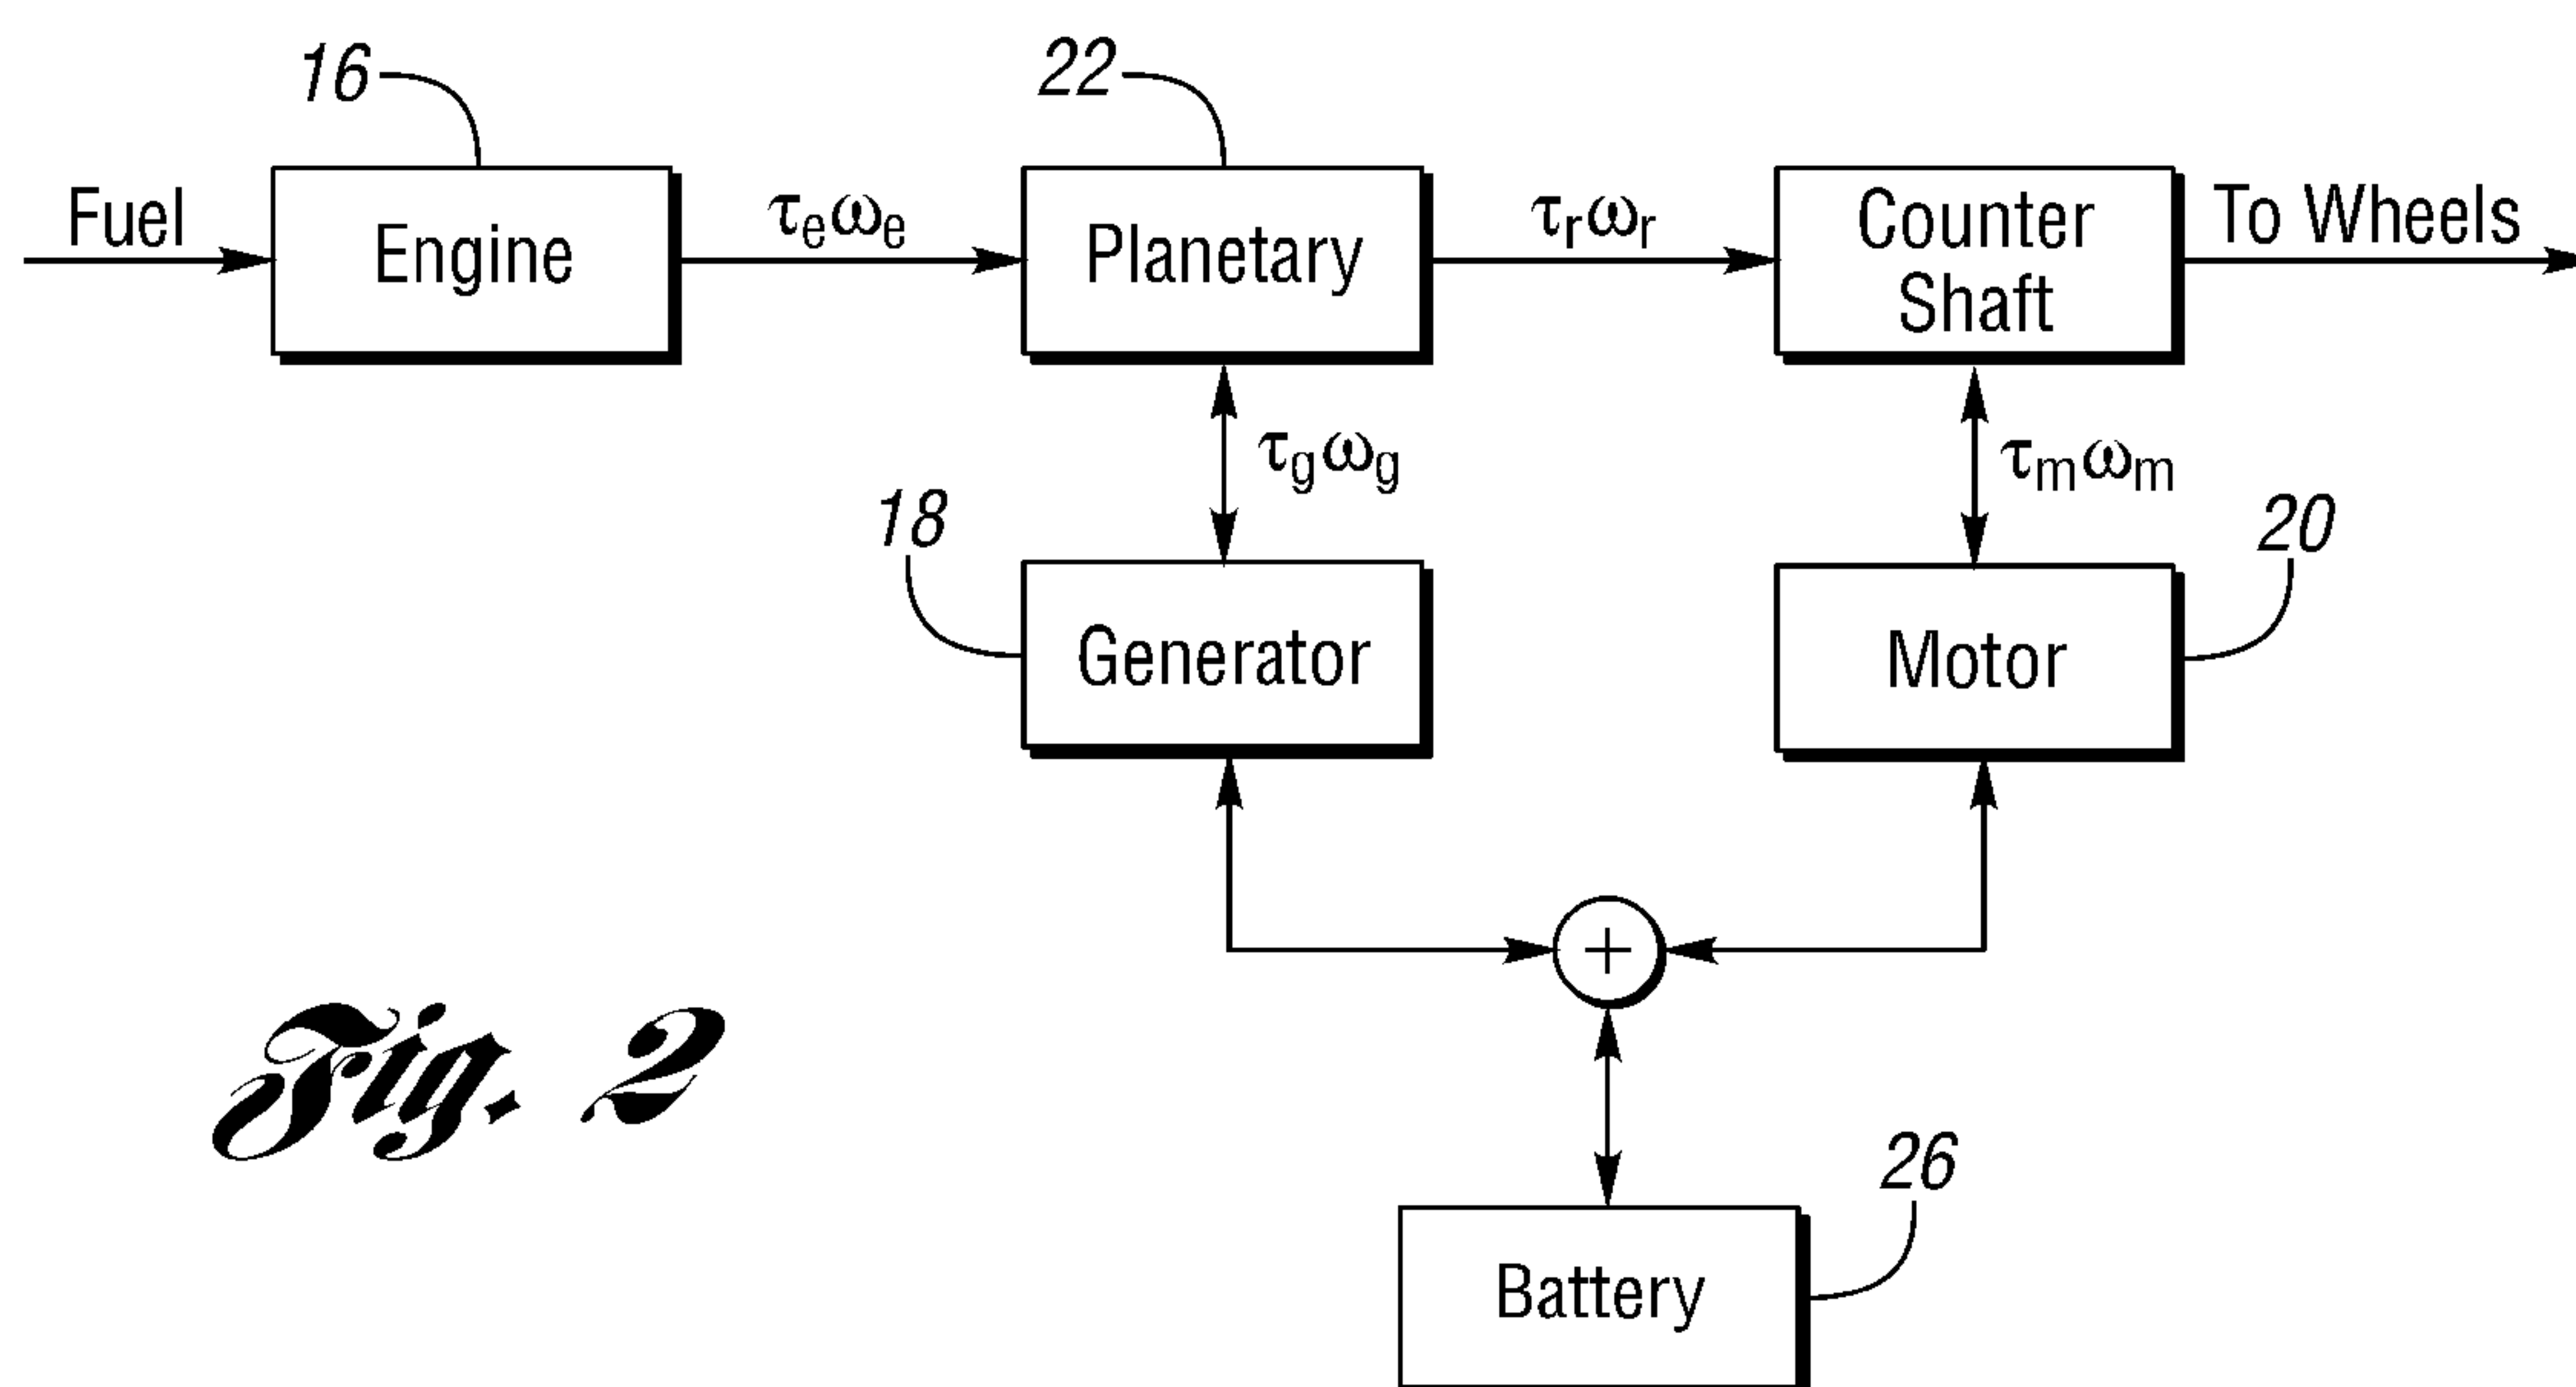 16
22
Fuel
Engine
τeωe
Planetary
τrωr
Counter
Shaft
To Wheels
τgωg
τmωm
18
20
Generator
Motor
+
Fig. 2
26
Battery